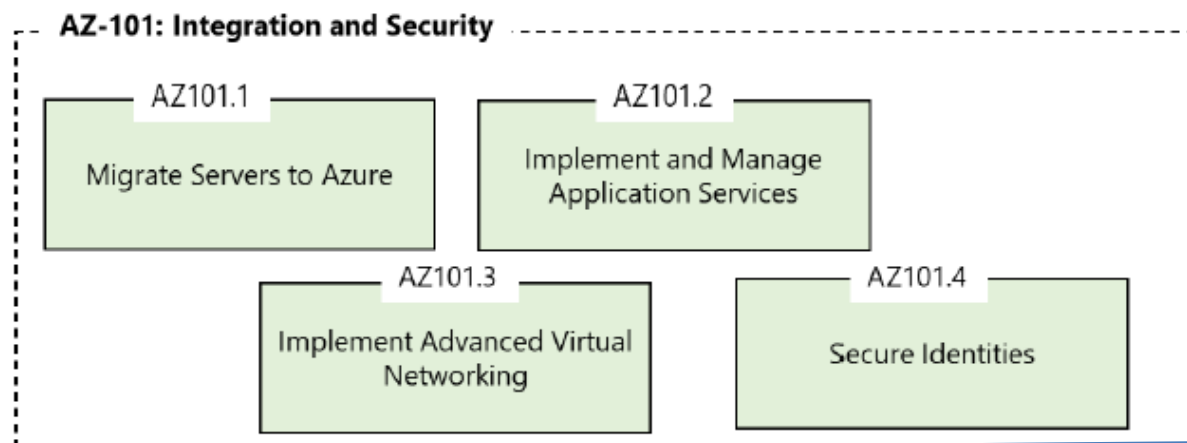 AZ-101: Integration and Security
AZ101.1
Migrate Servers to Azure
AZ101.2
Implement and Manage
Application Services
AZ101.3
Implement Advanced Virtual
Networking
AZ101.4
Secure Identities